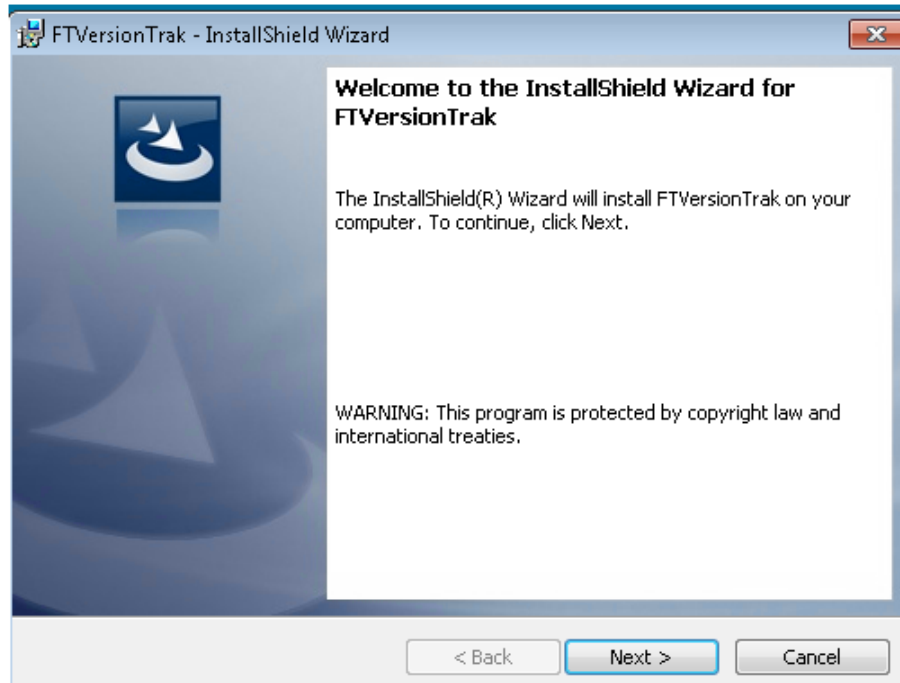 FTVersionTrak - InstallShield Wizard
Welcome to the InstallShield Wizard for
FTVersionTrak
The InstallShield(R) Wizard will install FTVersionTrak on your
computer. To continue, click Next.
WARNING: This program is protected by copyright law and
international treaties.
< Back Next > Cancel